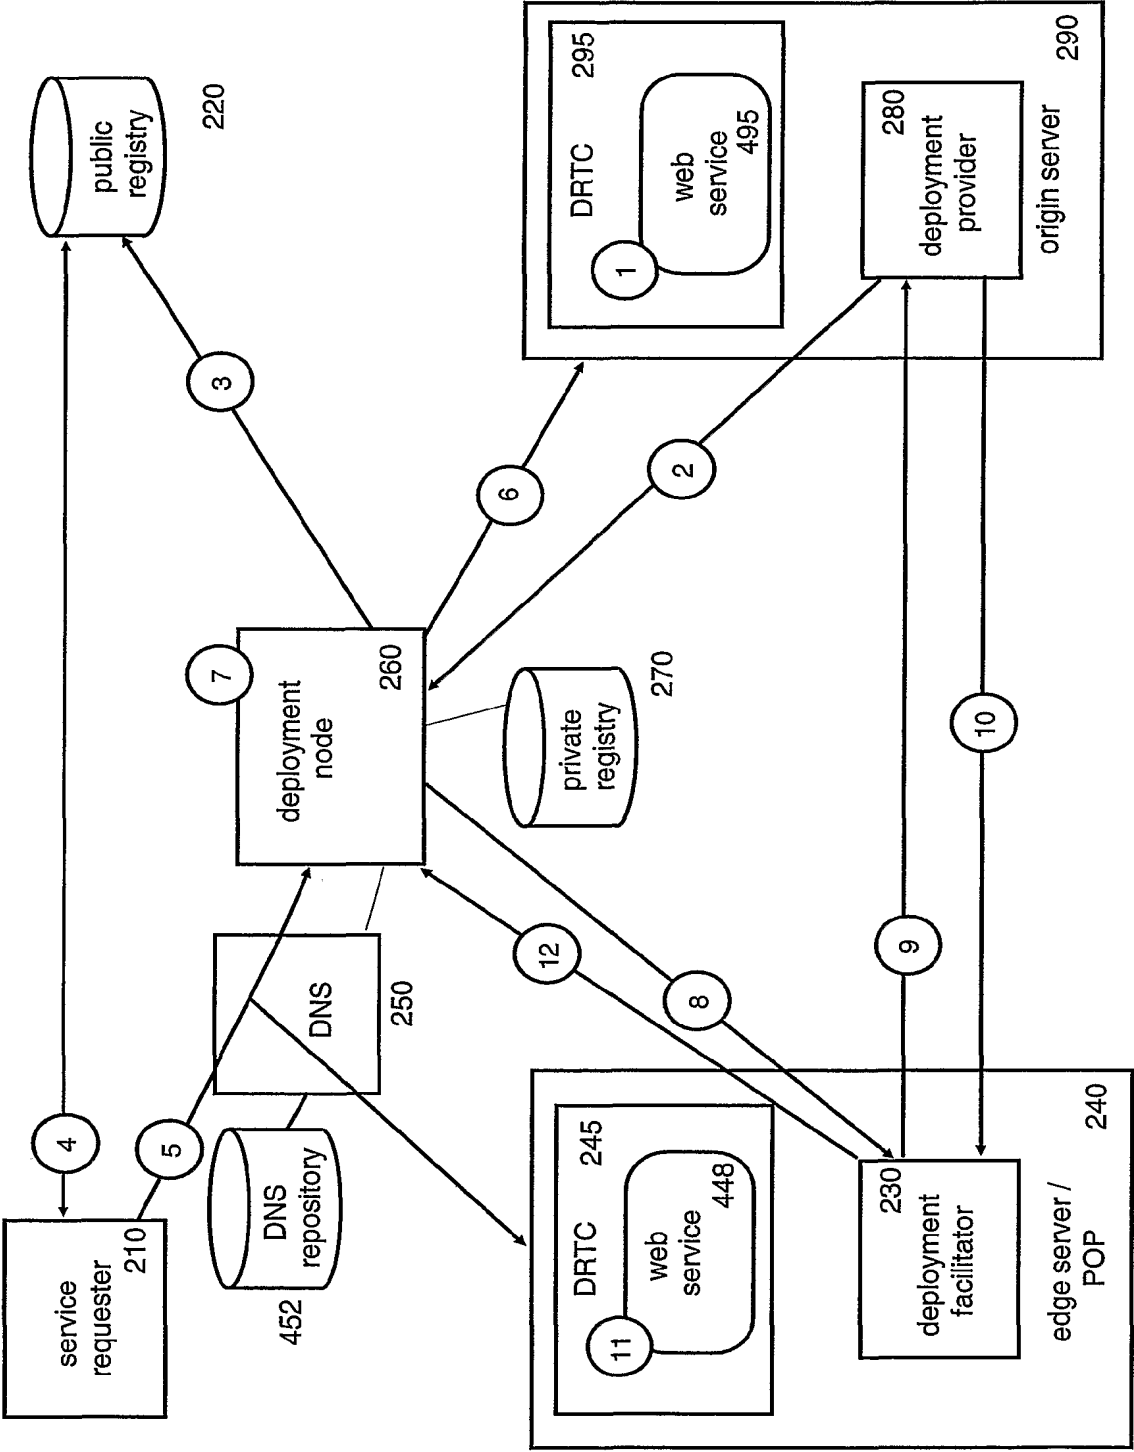 service
requester
210
4
5
public
registry
220
3
DNS
repository
452
DNS
250
7
deployment
node
260
private
registry
270
6
2
12
8
DRTC
245
web
service
448
11
deployment
facilitator
230
edge server /
POP
240
9
10
DRTC
295
web
service
495
1
deployment
provider
280
origin server
290